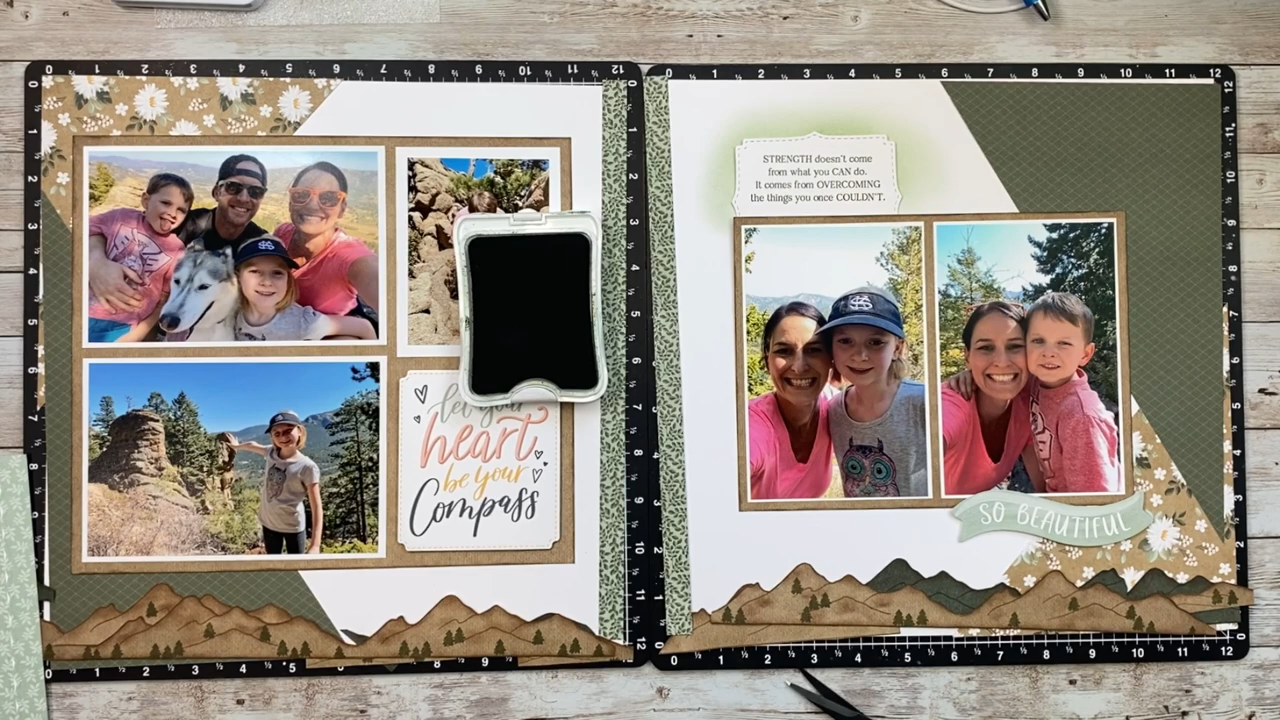 STRENGTH doesn't come
from what you CAN do.
It comes from OVERCOMING
the things you once COULDN'T.
let your
heart
be your
Compass
SO BEAUTIFUL